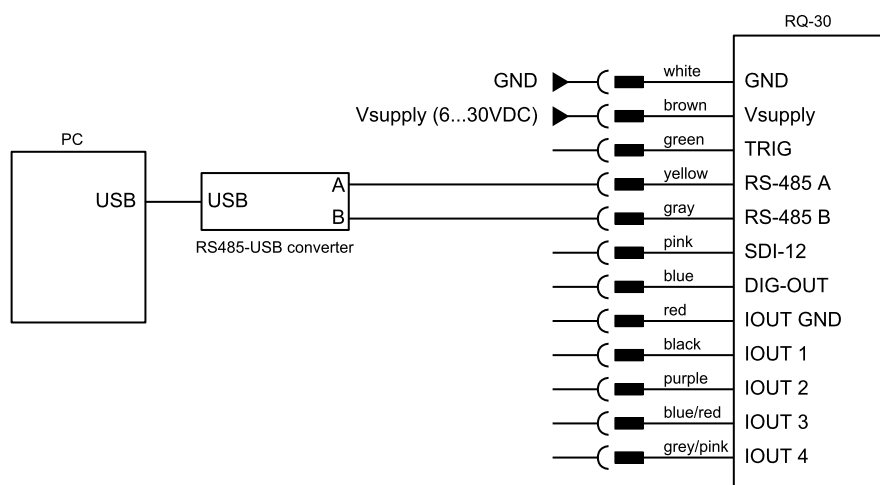 RQ-30
GND white GND
Vsupply (6...30VDC) brown Vsupply
green TRIG
PC
yellow RS-485 A
A
USB USB
B
gray RS-485 B
RS485-USB converter
pink SDI-12
blue DIG-OUT
red IOUT GND
black IOUT 1
purple IOUT 2
blue/red IOUT 3
grey/pink IOUT 4